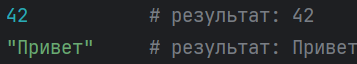 42          # результат: 42
"Привет"    # результат: Привет